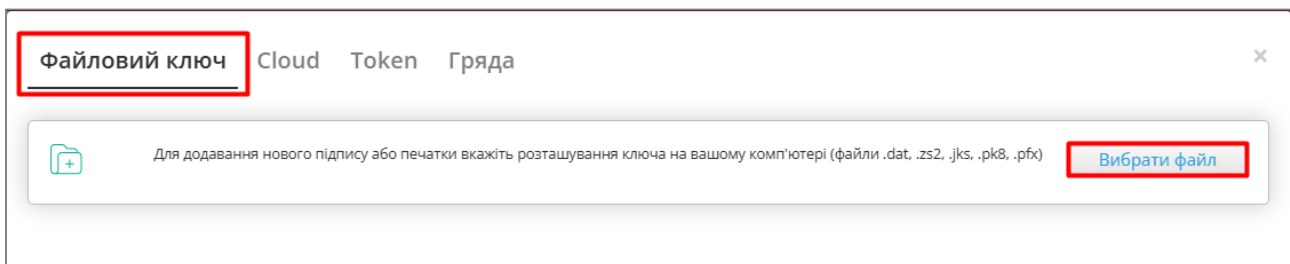 Файловий ключ Cloud Token Гряда ×
Для додавання нового підпису або печатки вкажіть розташування ключа на вашому комп'ютері (файли .dat, .zs2, .jks, .pk8, .pfx) Вибрати файл